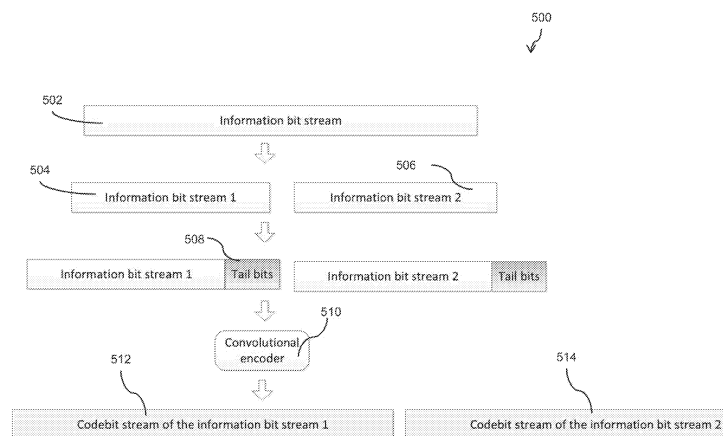 500
502
Information bit stream
504
506
Information bit stream 1
Information bit stream 2
508
Information bit stream 1
Tail bits
Information bit stream 2
Tail bits
510
Convolutional
encoder
512
514
Codebit stream of the information bit stream 1
Codebit stream of the information bit stream 2